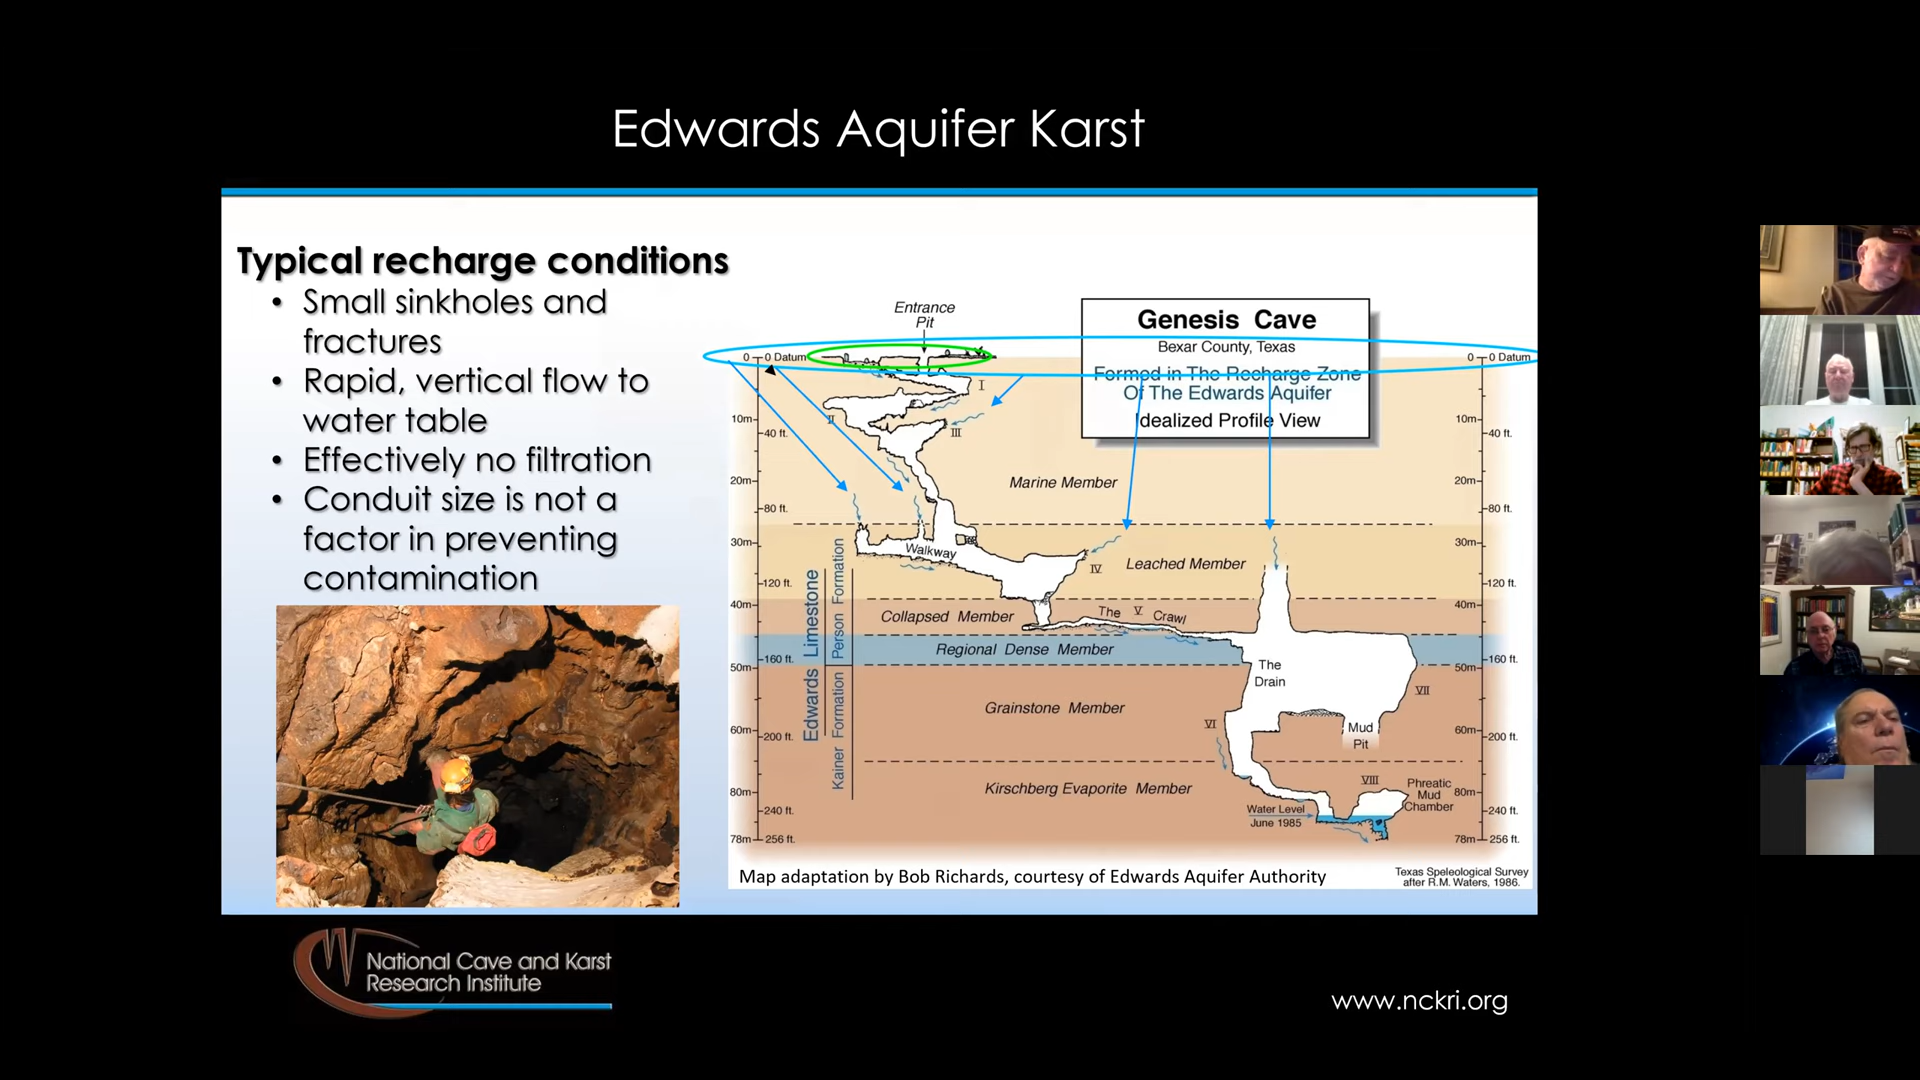 Edwards Aquifer Karst
Typical recharge conditions
• Small sinkholes and
fractures
• Rapid, vertical flow to
water table
• Effectively no filtration
• Conduit size is not a
factor in preventing
contamination
Entrance
Pit
Genesis Cave
Bexar County, Texas
Formed in The Recharge Zone
Of The Edwards Aquifer
Idealized Profile View
0 0 Datum
0 0 Datum
I
II
III
10m
40 ft.
10m
40 ft.
Marine Member
20m
80 ft.
20m
80 ft.
30m
30m
Walkway
IV
Leached Member
120 ft.
120 ft.
40m
40m
Collapsed Member
The V Crawl
Regional Dense Member
160 ft.
160 ft.
50m
50m
The
Drain
VII
Edwards Limestone
Person Formation
Kainer Formation
Grainstone Member
VI
Mud
Pit
60m
200 ft.
60m
200 ft.
Kirschberg Evaporite Member
VIII
Phreatic
Mud
Chamber
80m
80m
Water Level
June 1985
240 ft.
240 ft.
78m 256 ft.
78m 256 ft.
Map adaptation by Bob Richards, courtesy of Edwards Aquifer Authority
Texas Speleological Survey
after R.M. Waters, 1986.
National Cave and Karst
Research Institute
www.nckri.org